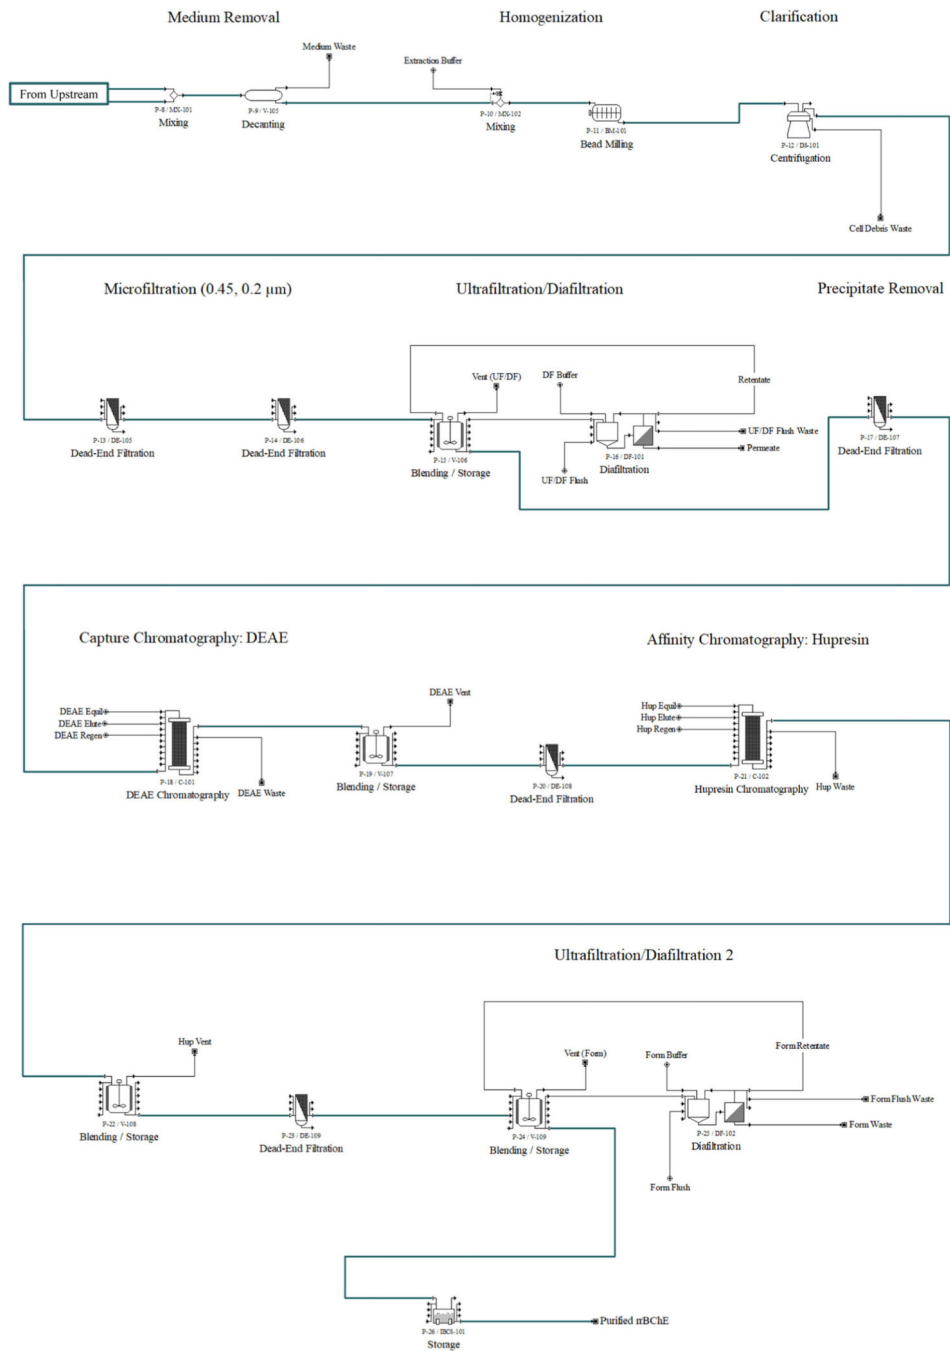 Medium Removal
Homogenization
Clarification
Medium Waste
Extraction Buffer
From Upstream
P-8 / MX-101
Mixing
P-9 / V-105
Decanting
P-10 / MX-102
Mixing
P-11 / BM-101
Bead Milling
P-12 / DS-101
Centrifugation
Cell Debris Waste
Microfiltration (0.45, 0.2 µm)
Ultrafiltration/Diafiltration
Precipitate Removal
Vent (UF/DF)
DF Buffer
Retentate
P-13 / DE-105
Dead-End Filtration
P-14 / DE-106
Dead-End Filtration
P-15 / V-106
Blending / Storage
UF/DF Flush
P-16 / DF-101
Diafiltration
UF/DF Flush Waste
Permeate
P-17 / DE-107
Dead-End Filtration
Capture Chromatography: DEAE
Affinity Chromatography: Hupresin
DEAE Equil
DEAE Elute
DEAE Regen
P-18 / C-101
DEAE Chromatography
DEAE Waste
DEAE Vent
P-19 / V-107
Blending / Storage
P-20 / DE-108
Dead-End Filtration
Hup Equil
Hup Elute
Hup Regen
P-21 / C-102
Hupresin Chromatography
Hup Waste
Ultrafiltration/Diafiltration 2
Hup Vent
Vent (Form)
Form Buffer
Form Retentate
P-22 / V-108
Blending / Storage
P-23 / DE-109
Dead-End Filtration
P-24 / V-109
Blending / Storage
P-25 / DF-102
Diafiltration
Form Flush Waste
Form Waste
Form Flush
P-26 / IBCS-101
Storage
Purified rrBChE